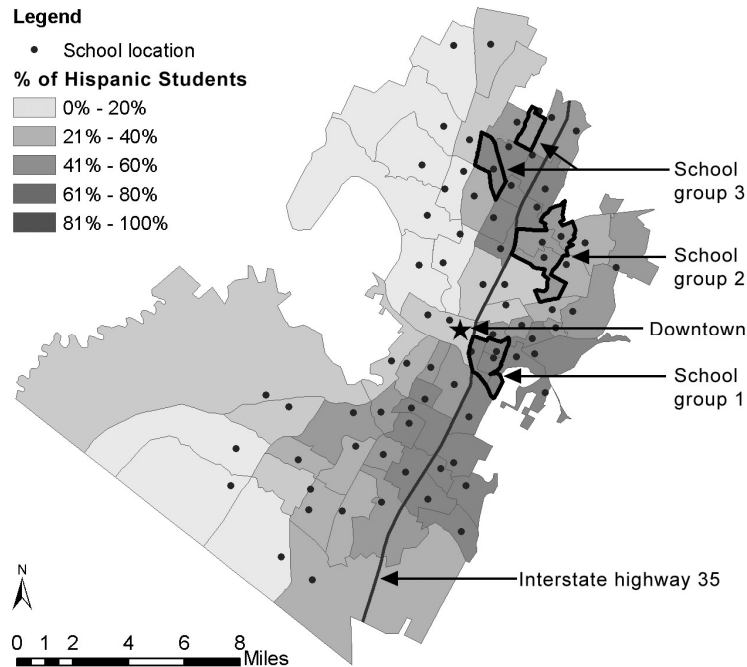 Legend
School location
% of Hispanic Students
0% - 20%
21% - 40%
41% - 60%
61% - 80%
81% - 100%
School
group 3
School
group 2
Downtown
School
group 1
Interstate highway 35
N
0 1 2 4 6 8
Miles